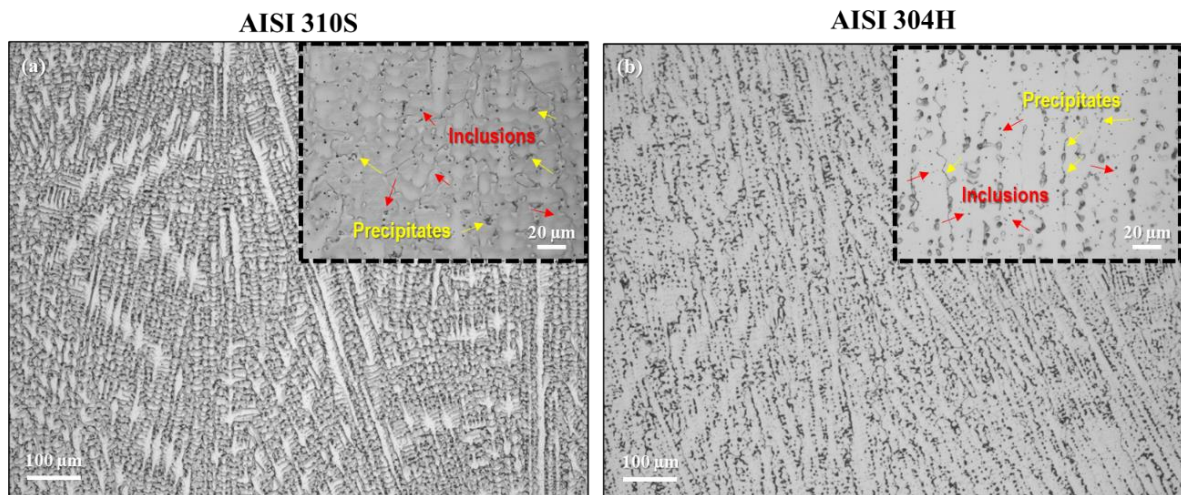 AISI 310S
AISI 304H
(a)
Inclusions
Precipitates
20 μm
100 μm
(b)
Precipitates
Inclusions
20 μm
100 μm